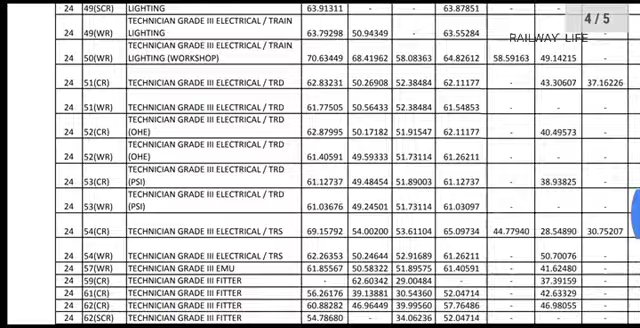 24 49(SCR) LIGHTING 63.91311 - - 63.87851
4 / 5
RAILWAY LIFE
24 49(WR) TECHNICIAN GRADE III ELECTRICAL / TRAIN LIGHTING 63.79298 50.94349 - 63.55284 - -
24 50(WR) TECHNICIAN GRADE III ELECTRICAL / TRAIN LIGHTING (WORKSHOP) 70.63449 68.41962 58.08363 64.82612 58.59163 49.14215 -
24 51(CR) TECHNICIAN GRADE III ELECTRICAL / TRD 62.83231 50.26908 52.38484 62.11177 - 43.30607 37.16226
24 51(WR) TECHNICIAN GRADE III ELECTRICAL / TRD 61.77505 50.56433 52.38484 61.54853 - - -
24 52(CR) TECHNICIAN GRADE III ELECTRICAL / TRD (OHE) 62.87995 50.17182 51.91547 62.11177 - 40.49573 -
24 52(WR) TECHNICIAN GRADE III ELECTRICAL / TRD (OHE) 61.40591 49.59333 51.73114 61.26211 - - -
24 53(CR) TECHNICIAN GRADE III ELECTRICAL / TRD (PSI) 61.12737 49.48454 51.89003 61.12737 - 38.93825 -
24 53(WR) TECHNICIAN GRADE III ELECTRICAL / TRD (PSI) 61.03676 49.24501 51.73114 61.03097 - - -
24 54(CR) TECHNICIAN GRADE III ELECTRICAL / TRS 69.15792 54.00200 53.61104 65.09734 44.77940 28.54890 30.75207
24 54(WR) TECHNICIAN GRADE III ELECTRICAL / TRS 62.26353 50.24644 52.91689 61.26211 - 50.70076 -
24 57(WR) TECHNICIAN GRADE III EMU 61.85567 50.58322 51.89575 61.40591 - 41.62480 -
24 59(CR) TECHNICIAN GRADE III FITTER - 62.60342 29.00484 - - 37.39159 -
24 61(CR) TECHNICIAN GRADE III FITTER 56.26176 39.13881 30.54360 52.04714 - 42.63329 -
24 62(CR) TECHNICIAN GRADE III FITTER 60.88282 46.96449 39.99560 57.76486 - 46.98055 -
24 62(SCR) TECHNICIAN GRADE III FITTER 54.78680 - 34.06236 52.04714 - - -